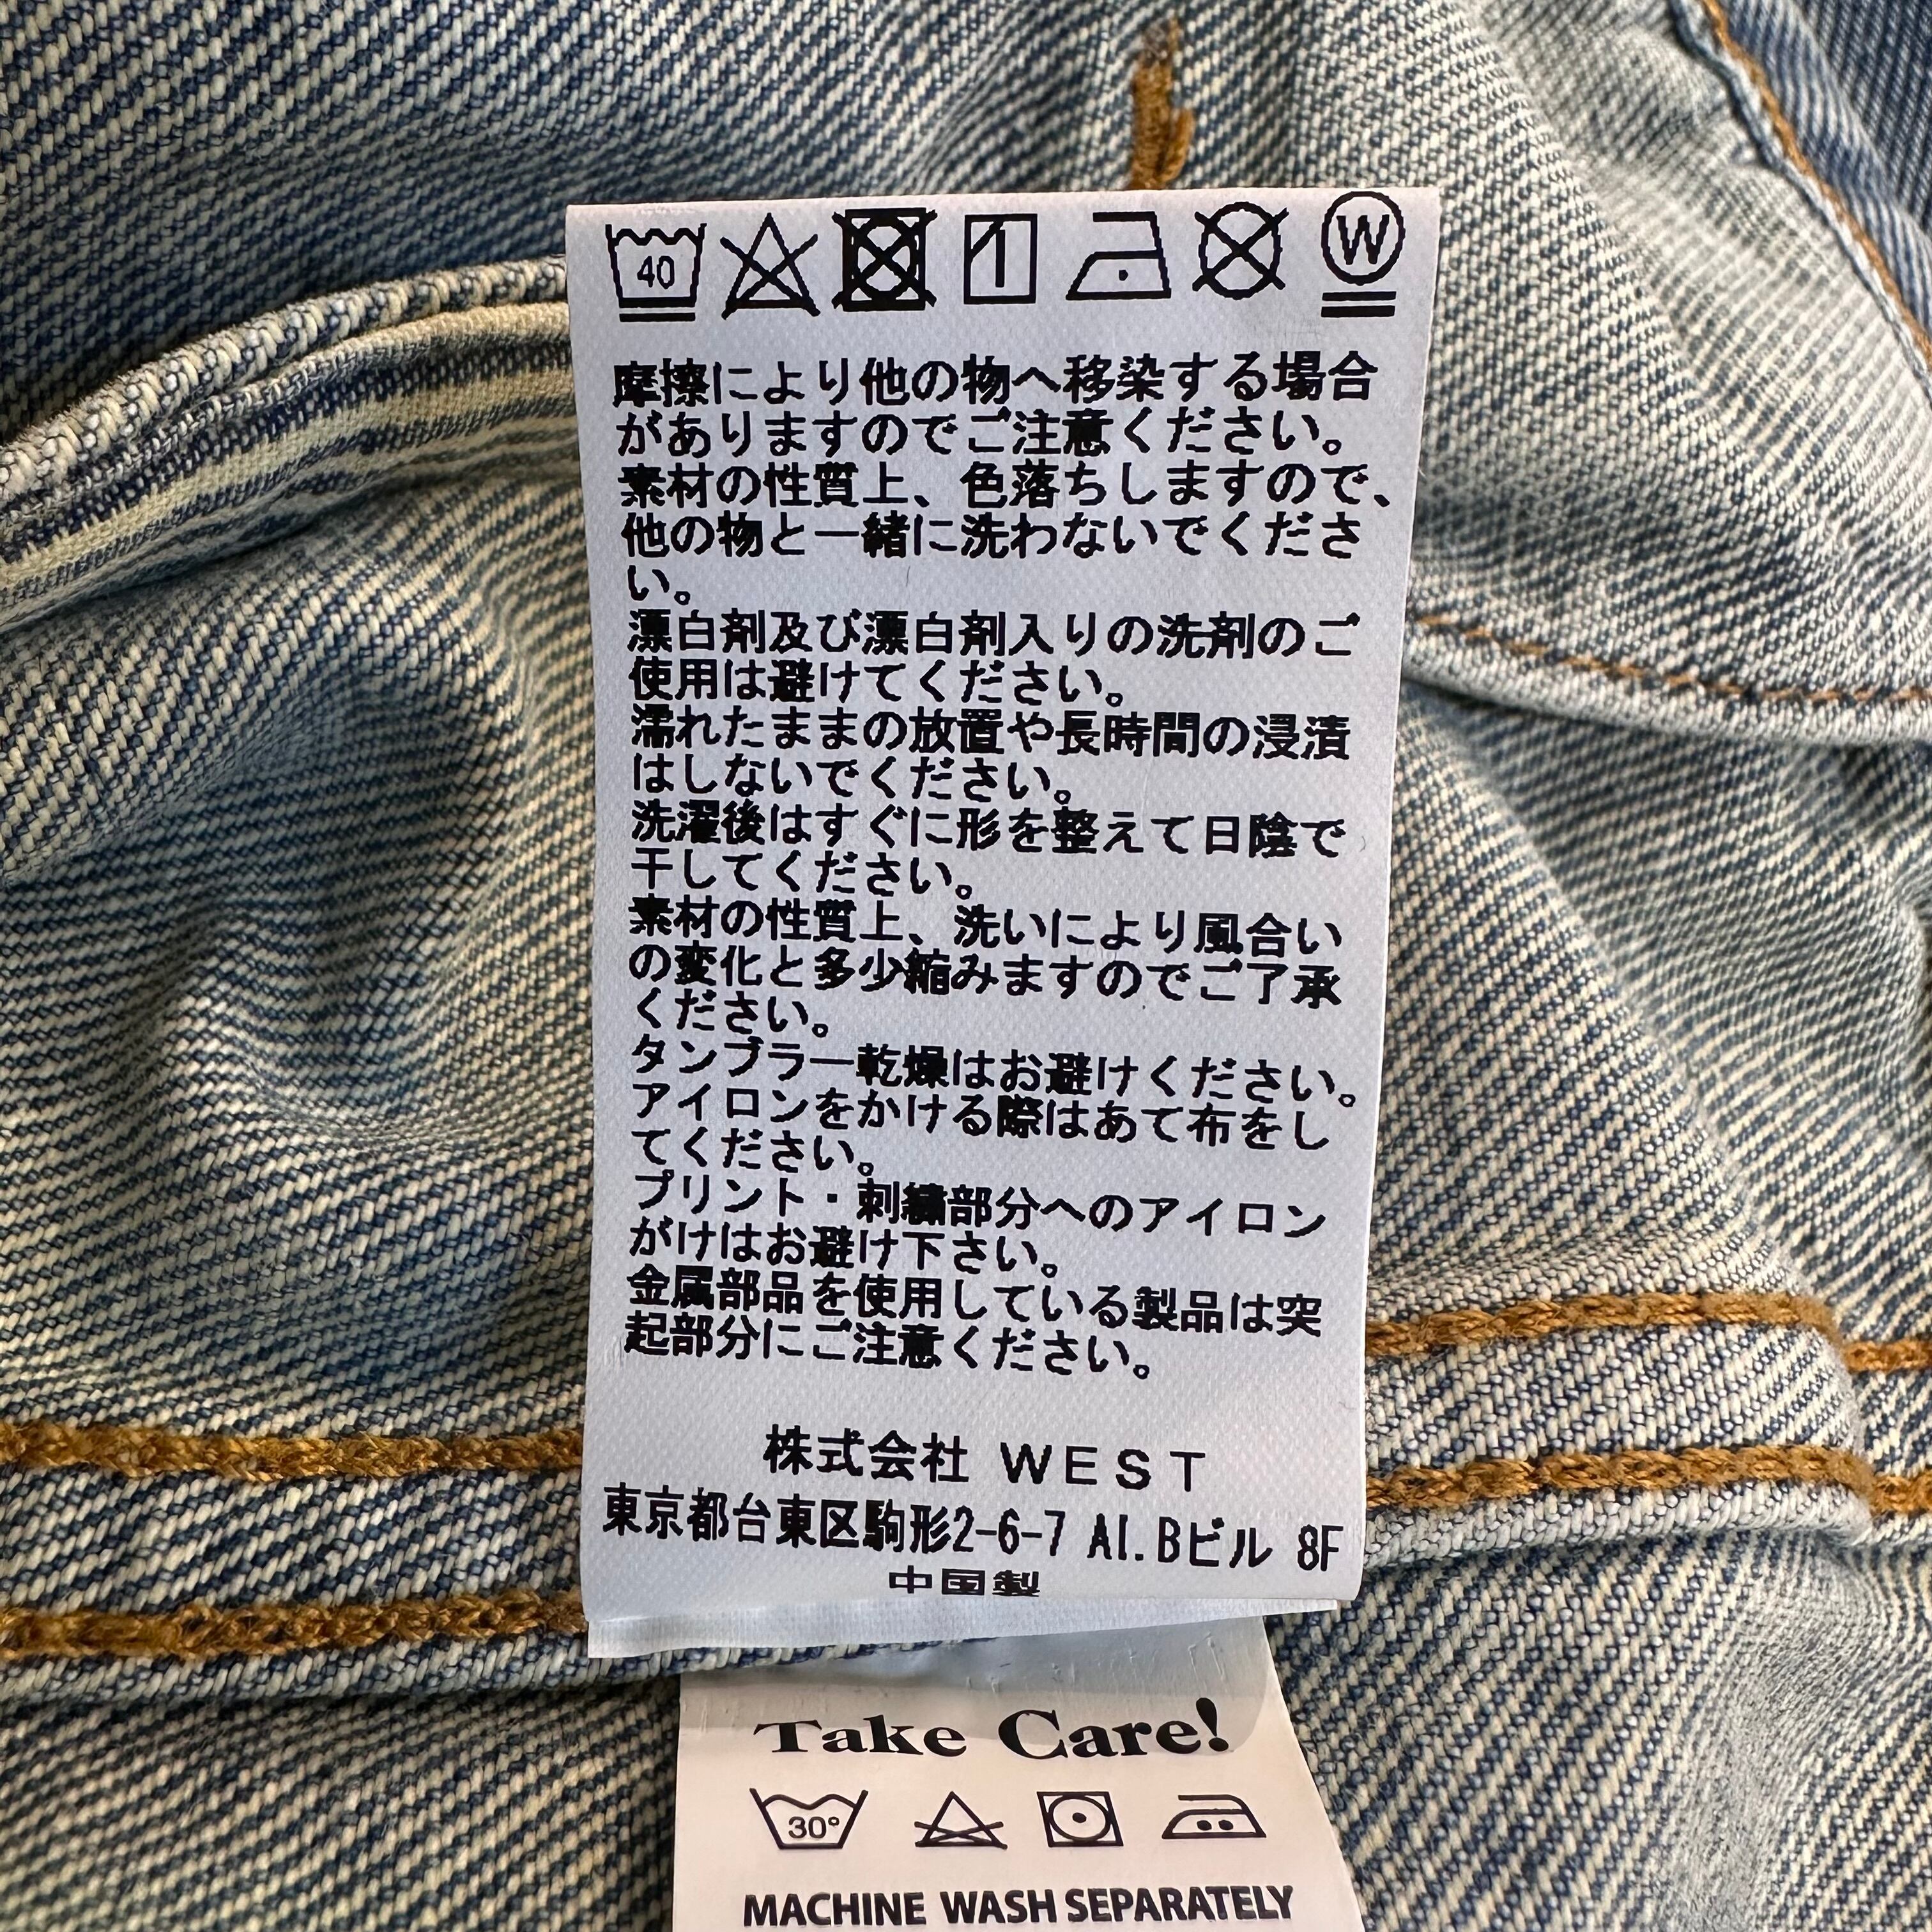 40
W
摩擦により他の物へ移染する場合
がありますのでご注意ください。
素材の性質上、色落ちしますので、
他の物と一緒に洗わないでくださ
い。
漂白剤及び漂白剤入りの洗剤のご
使用は避けてください。
濡れたままの放置や長時間の浸漬
はしないでください。
洗濯後はすぐに形を整えて日陰で
干してください。
素材の性質上、洗いにより風合い
の変化と多少縮みますのでご了承
ください。
タンブラー乾燥はお避けください。
アイロンをかける際はあて布をし
てください。
プリント・刺繍部分へのアイロン
がけはお避け下さい。
金属部品を使用している製品は突
起部分にご注意ください。
株式会社 WEST
東京都台東区駒形2-6-7 AI.Bビル 8F
中国製
Take Care!
30°
MACHINE WASH SEPARATELY